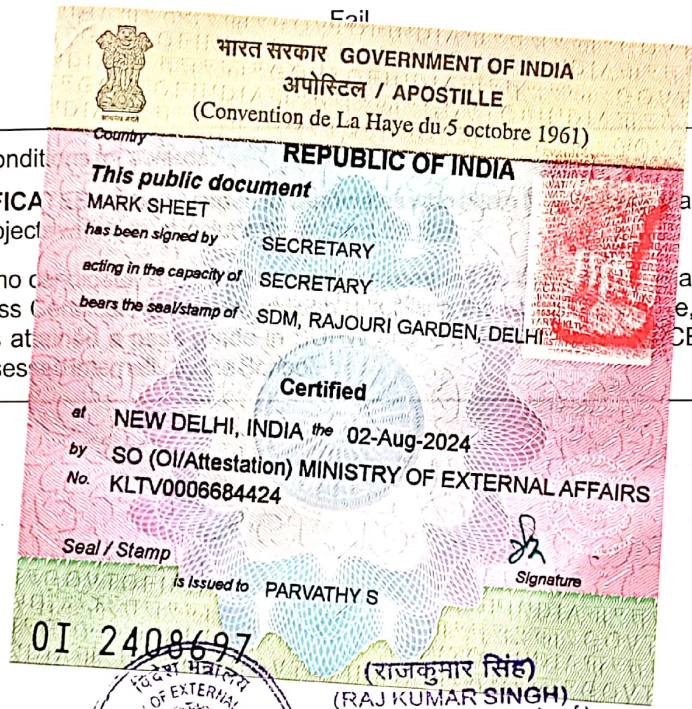 Fail
भारत सरकार GOVERNMENT OF INDIA
अपोस्टिल / APOSTILLE
(Convention de La Haye du 5 octobre 1961)
Country
REPUBLIC OF INDIA
This public document
MARK SHEET
has been signed by SECRETARY
acting in the capacity of SECRETARY
bears the seal/stamp of SDM, RAJOURI GARDEN, DELHI
Certified
at NEW DELHI, INDIA the 02-Aug-2024
by SO (OI/Attestation) MINISTRY OF EXTERNAL AFFAIRS
No. KLTV0006684424
Seal / Stamp
Signature
is Issued to PARVATHY S
OI 2408697
विदेश मंत्रालय
OF EXTERNAL
(राजकुमार सिंह)
(RAJ KUMAR SINGH)